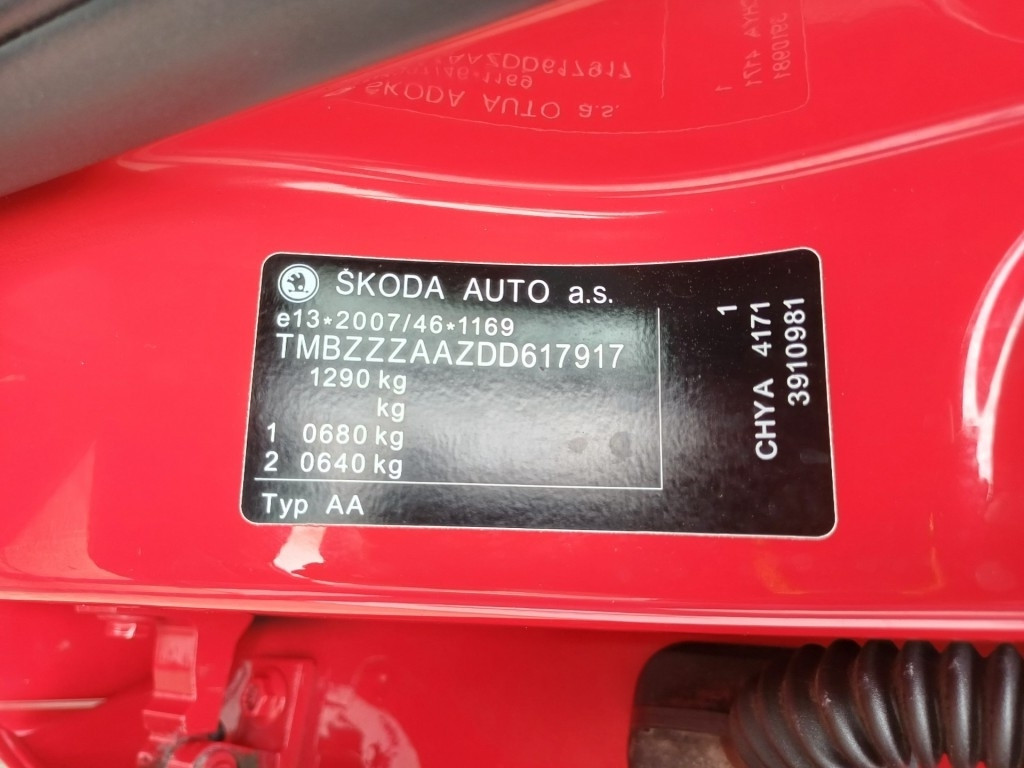 ŠKODA AUTO a.s.
e13*2007/46*1169
TMBZZZAAZDD617917
1290 kg
kg
1 0680 kg
2 0640 kg
Typ AA
1
CHYA 4171
3910981